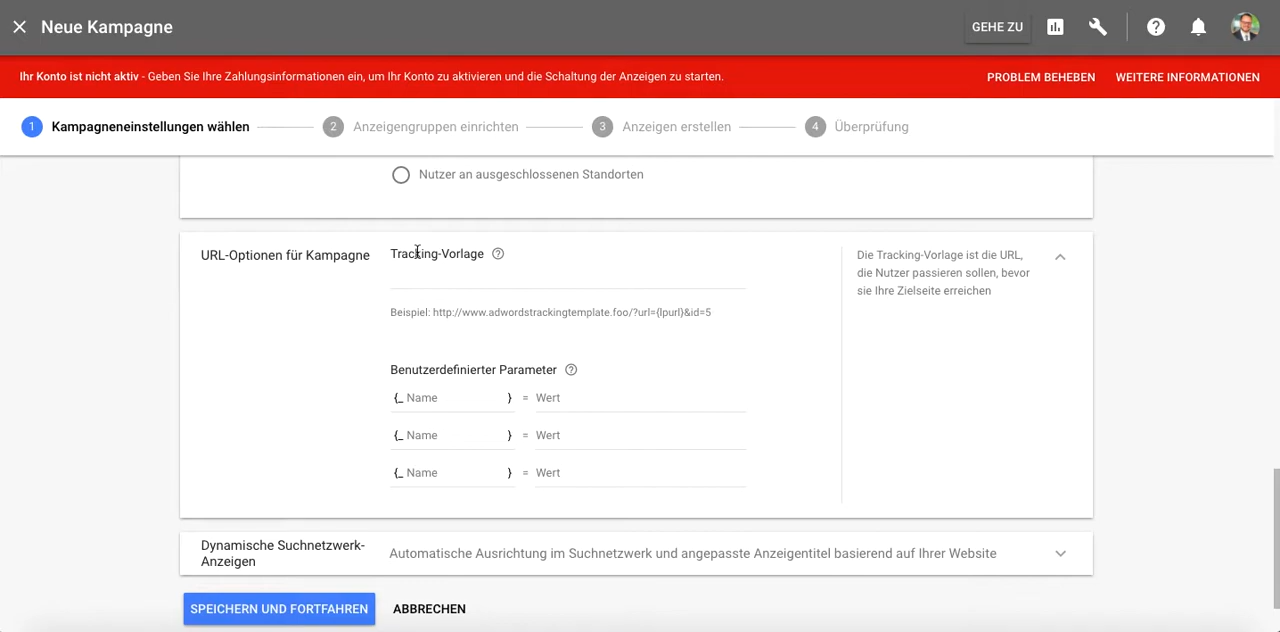 Neue Kampagne
GEHE ZU
Ihr Konto ist nicht aktiv - Geben Sie Ihre Zahlungsinformationen ein, um Ihr Konto zu aktivieren und die Schaltung der Anzeigen zu starten.
PROBLEM BEHEBEN
WEITERE INFORMATIONEN
1 Kampagneneinstellungen wählen
2 Anzeigengruppen einrichten
3 Anzeigen erstellen
4 Überprüfung
Nutzer an ausgeschlossenen Standorten
URL-Optionen für Kampagne
Tracking-Vorlage ?
Beispiel: http://www.adwordstrackingtemplate.foo/?url={lpurl}&id=5
Benutzerdefinierter Parameter ?
{_ Name } = Wert
{_ Name } = Wert
{_ Name } = Wert
Die Tracking-Vorlage ist die URL,
die Nutzer passieren sollen, bevor
sie Ihre Zielseite erreichen
Dynamische Suchnetzwerk-
Anzeigen
Automatische Ausrichtung im Suchnetzwerk und angepasste Anzeigentitel basierend auf Ihrer Website
SPEICHERN UND FORTFAHREN
ABBRECHEN